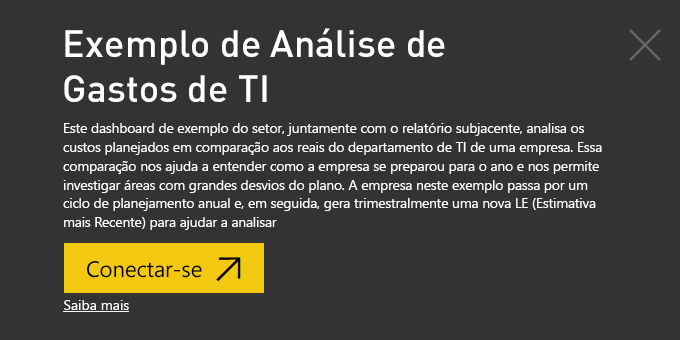 Exemplo de Análise de
Gastos de TI
Este dashboard de exemplo do setor, juntamente com o relatório subjacente, analisa os
custos planejados em comparação aos reais do departamento de TI de uma empresa. Essa
comparação nos ajuda a entender como a empresa se preparou para o ano e nos permite
investigar áreas com grandes desvios do plano. A empresa neste exemplo passa por um
ciclo de planejamento anual e, em seguida, gera trimestralmente uma nova LE (Estimativa
mais Recente) para ajudar a analisar
Conectar-se
Saiba mais